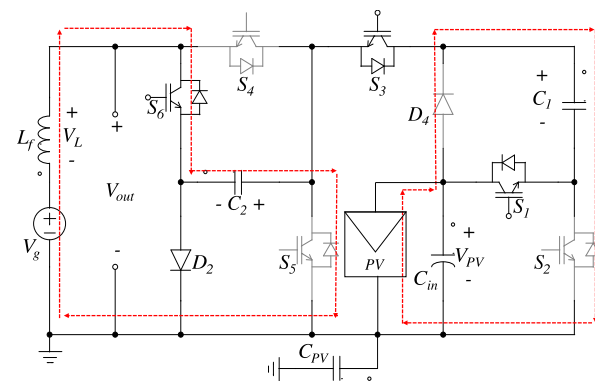 S4
S3
S6
+
C1
-
D4
+
Lf
VL
-
+
Vout
-
- C2 +
S1
+
Vg
D2
S5
PV
+
VPV
-
Cin
S2
CPV